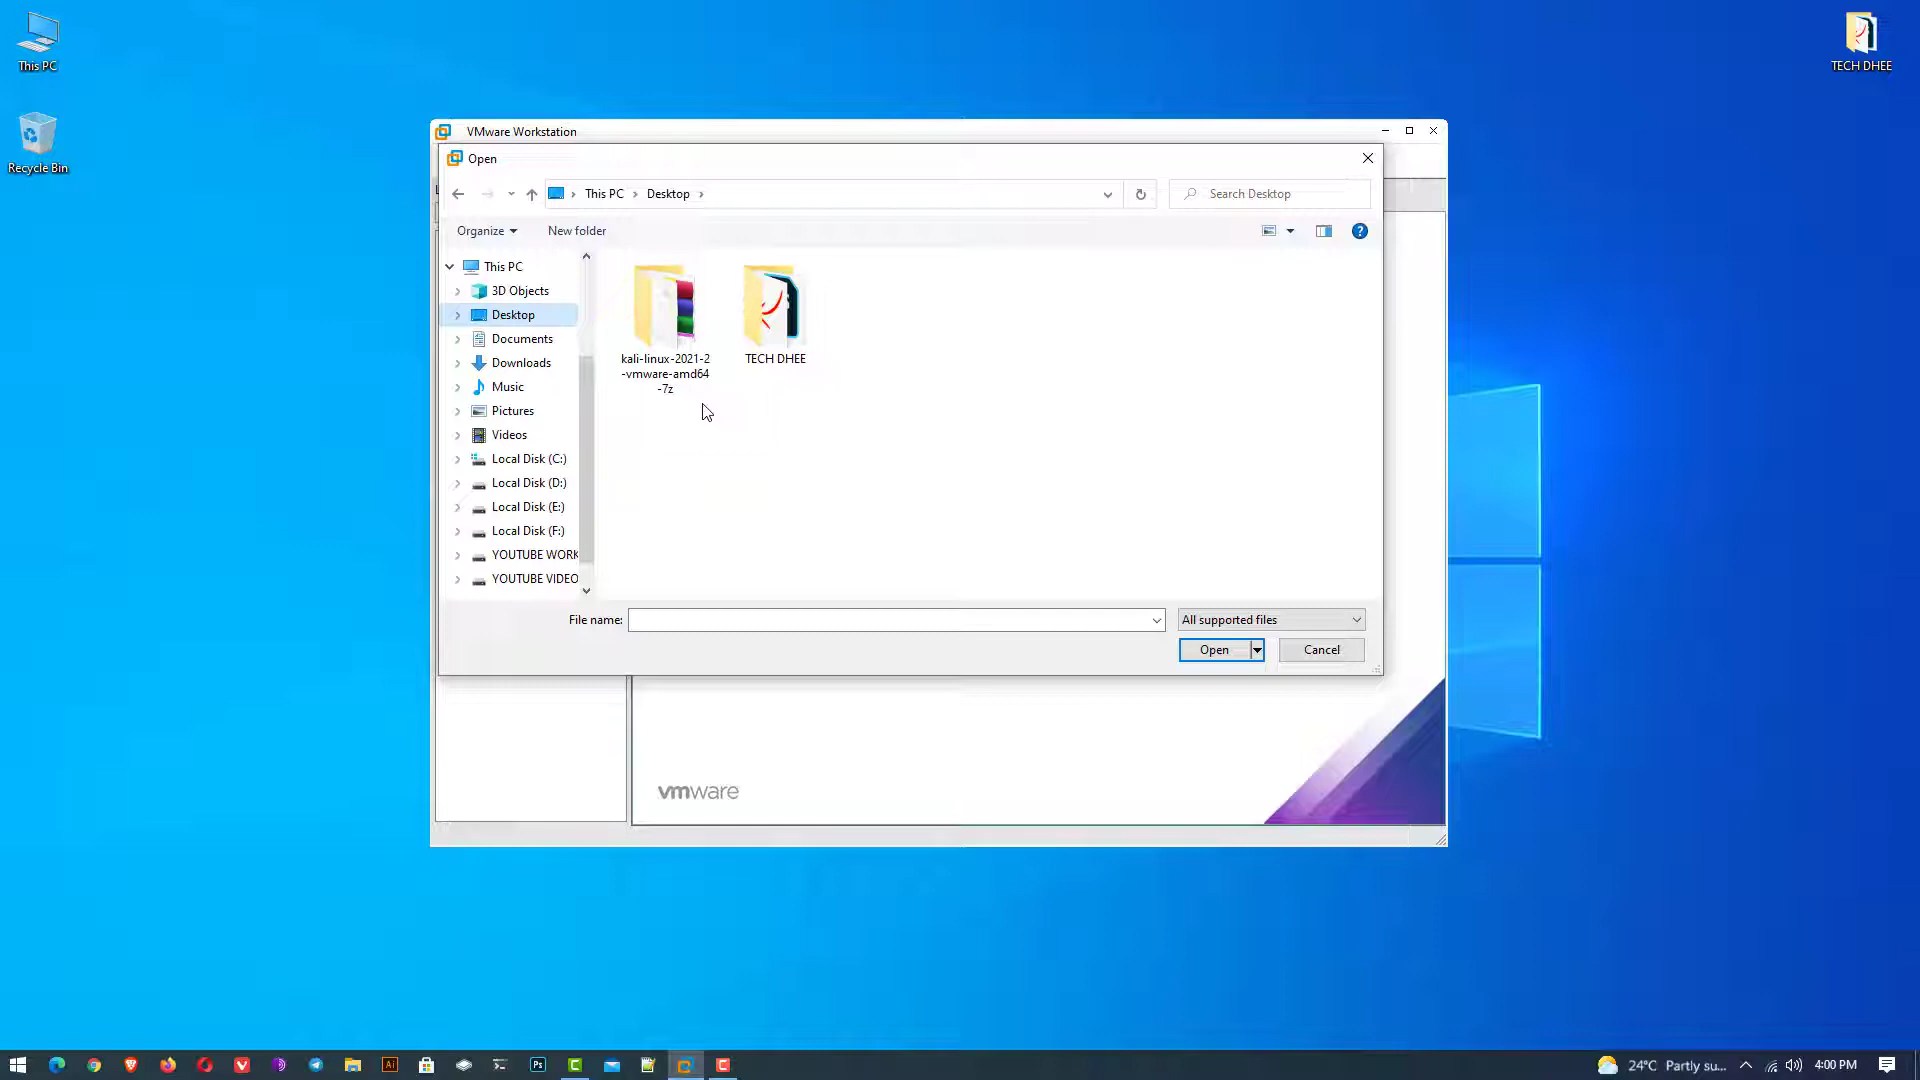 This PC
Recycle Bin
TECH DHEE
VMware Workstation
Open
This PC
Desktop
Search Desktop
Organize
New folder
This PC
3D Objects
Desktop
Documents
Downloads
Music
Pictures
Videos
Local Disk (C:)
Local Disk (D:)
Local Disk (E:)
Local Disk (F:)
YOUTUBE WORK
YOUTUBE VIDEO
kali-linux-2021-2
-vmware-amd64
-7z
TECH DHEE
File name:
All supported files
Open
Cancel
vmware
Ai
Ps
24°C Partly su...
4:00 PM